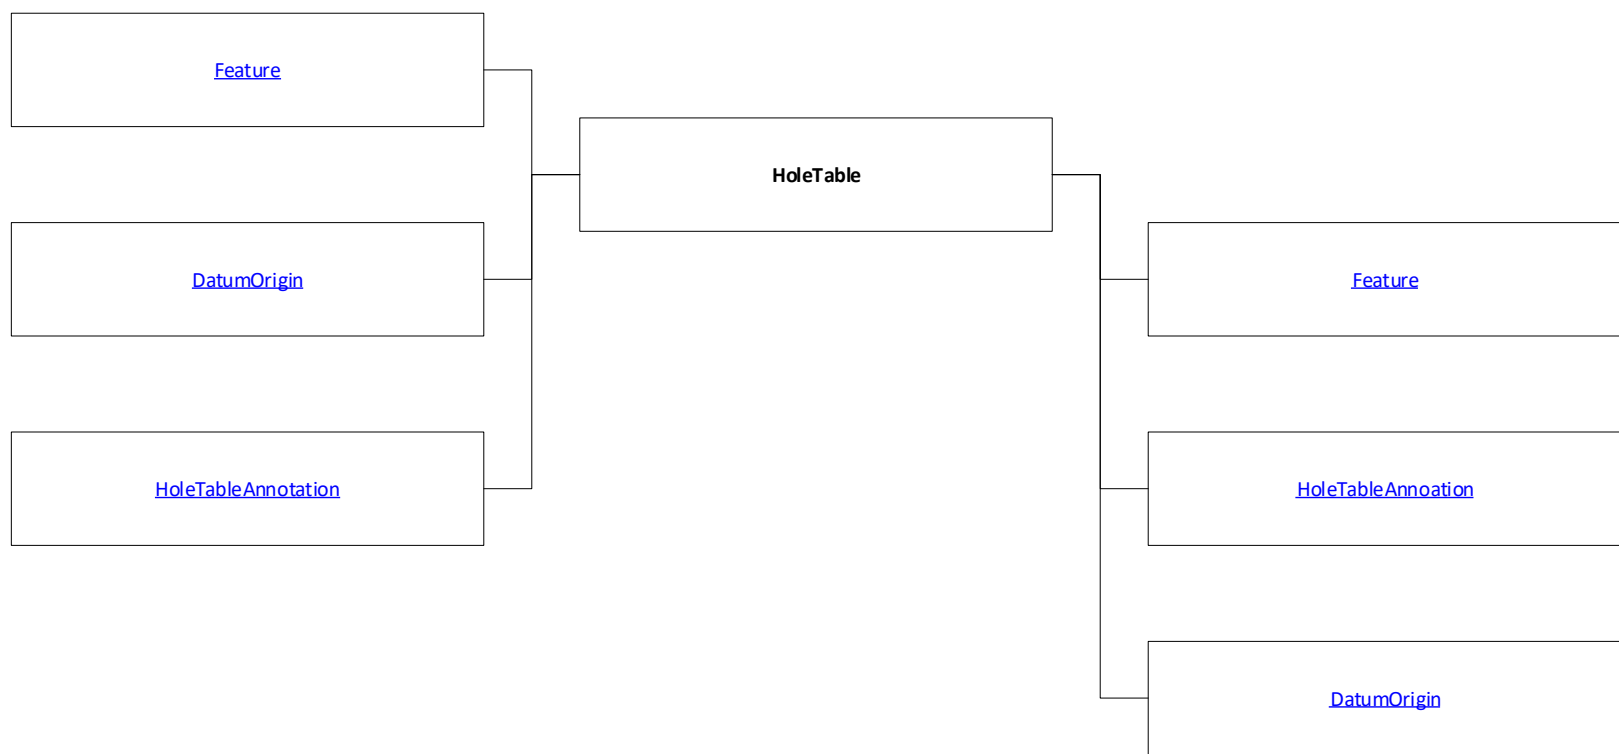 Feature
HoleTable
DatumOrigin
Feature
HoleTableAnnotation
HoleTableAnnoation
DatumOrigin